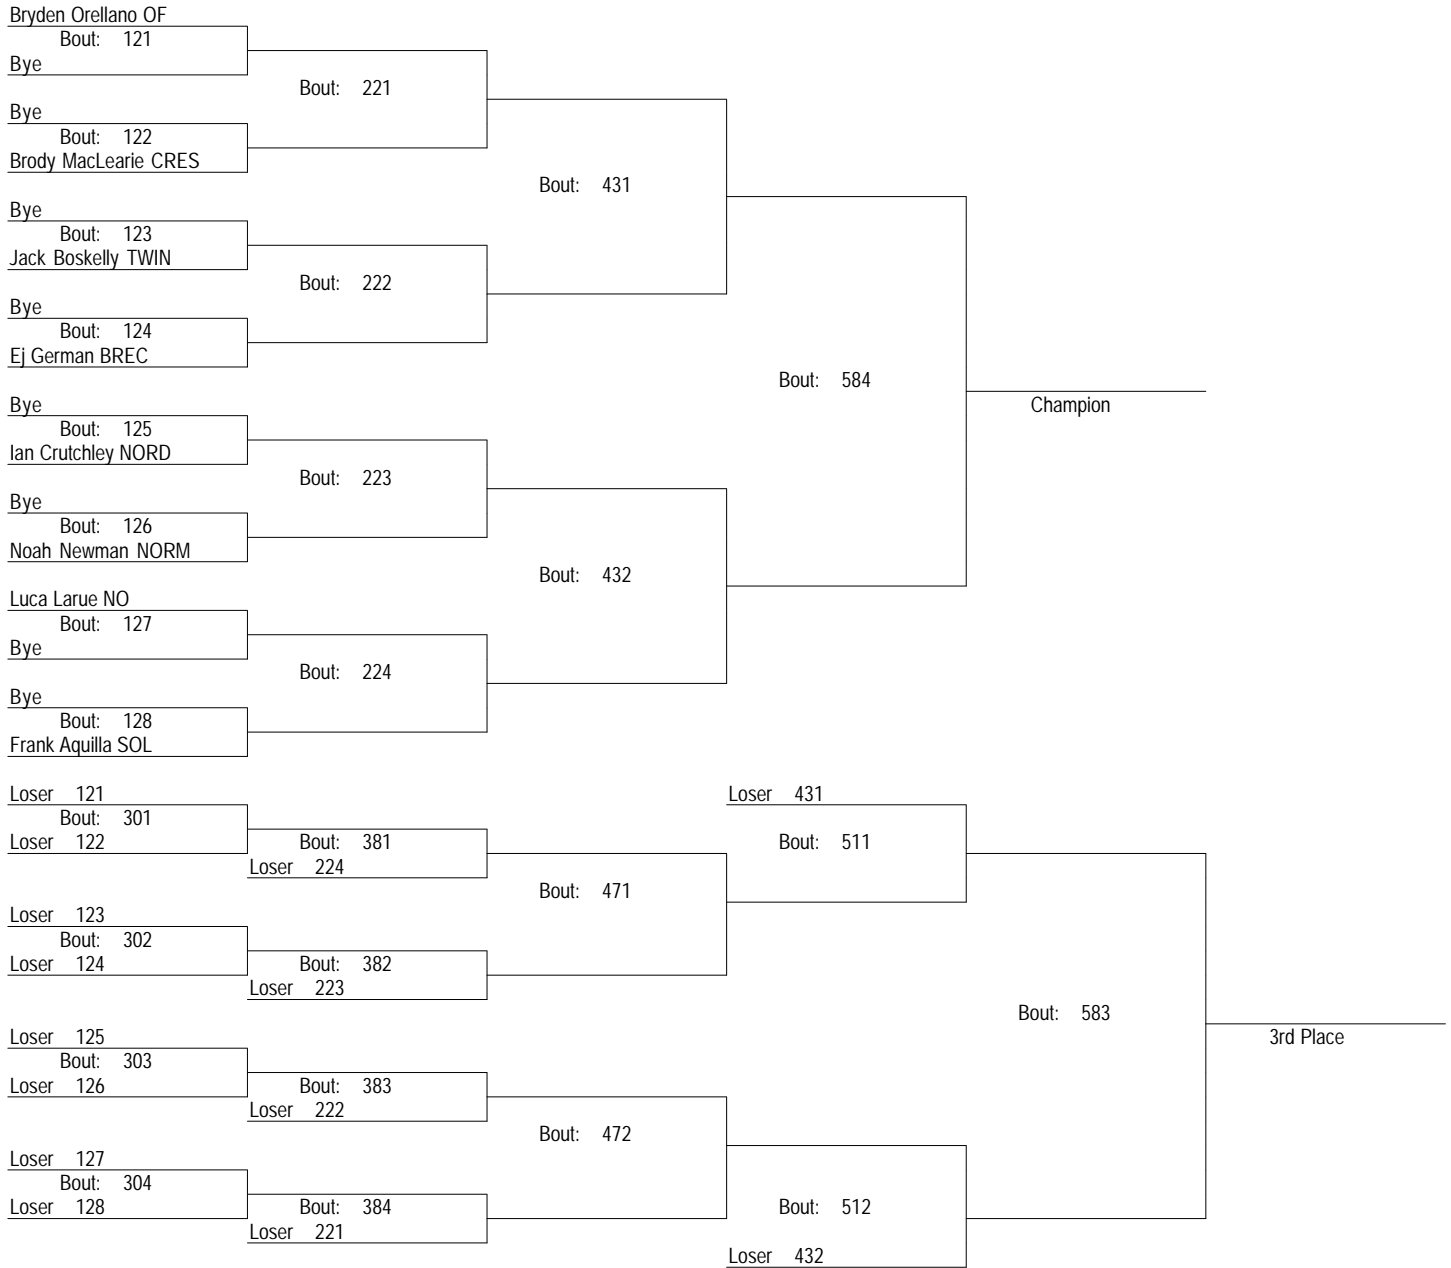 Bryden Orellano OF
Bout: 121
Bye
Bout: 221
Bye
Bout: 122
Brody MacLearie CRES
Bout: 431
Bye
Bout: 123
Jack Boskelly TWIN
Bout: 222
Bye
Bout: 124
Ej German BREC
Bout: 584
Champion
Bye
Bout: 125
Ian Crutchley NORD
Bout: 223
Bye
Bout: 126
Noah Newman NORM
Bout: 432
Luca Larue NO
Bout: 127
Bye
Bout: 224
Bye
Bout: 128
Frank Aquilla SOL
Loser 121
Loser 431
Bout: 301
Loser 122
Bout: 381
Bout: 511
Loser 224
Bout: 471
Loser 123
Bout: 302
Loser 124
Bout: 382
Loser 223
Bout: 583
Loser 125
3rd Place
Bout: 303
Loser 126
Bout: 383
Loser 222
Bout: 472
Loser 127
Bout: 304
Loser 128
Bout: 384
Bout: 512
Loser 221
Loser 432